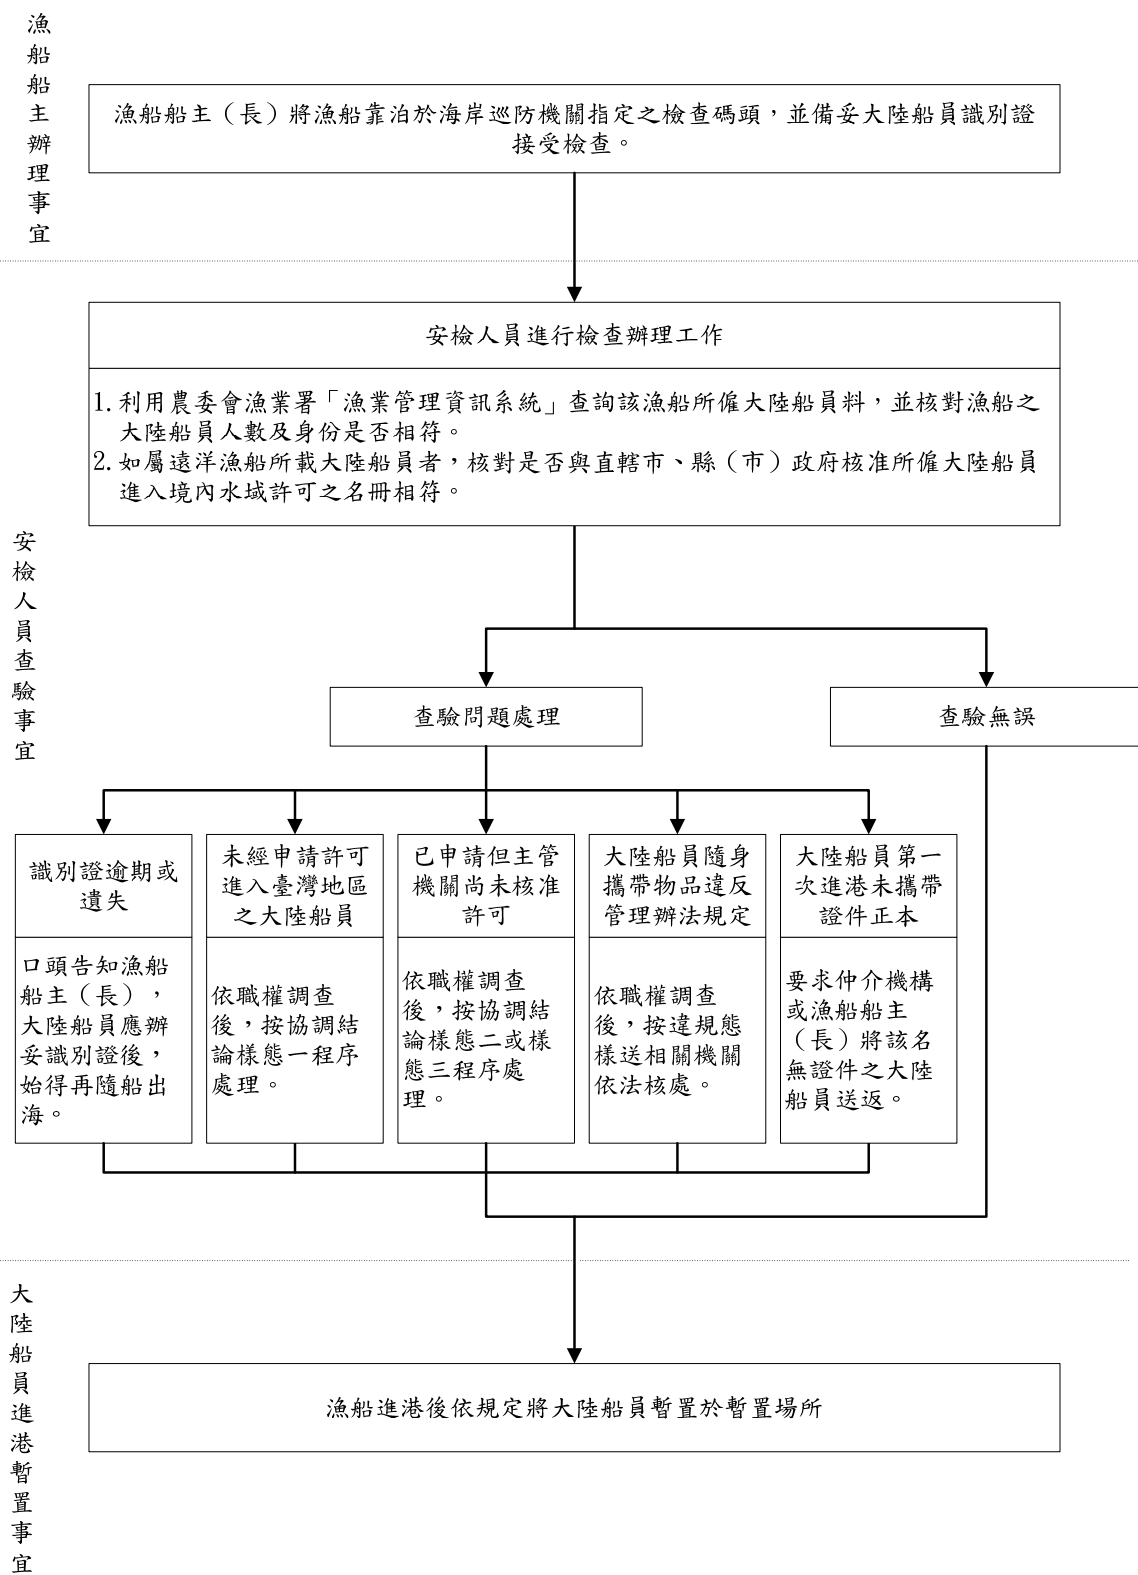 漁船船主辦理事宜
漁船船主（長）將漁船靠泊於海岸巡防機關指定之檢查碼頭，並備妥大陸船員識別證
接受檢查。
安檢人員查驗事宜
安檢人員進行檢查辦理工作
1. 利用農委會漁業署「漁業管理資訊系統」查詢該漁船所僱大陸船員料，並核對漁船之
大陸船員人數及身份是否相符。
2. 如屬遠洋漁船所載大陸船員者，核對是否與直轄市、縣（市）政府核准所僱大陸船員
進入境內水域許可之名冊相符。
查驗問題處理
查驗無誤
識別證逾期或
遺失
口頭告知漁船
船主（長），
大陸船員應辦
妥識別證後，
始得再隨船出
海。
未經申請許可
進入臺灣地區
之大陸船員
依職權調查
後，按協調結
論樣態一程序
處理。
已申請但主管
機關尚未核准
許可
依職權調查
後，按協調結
論樣態二或樣
態三程序處
理。
大陸船員隨身
攜帶物品違反
管理辦法規定
依職權調查
後，按違規態
樣送相關機關
依法核處。
大陸船員第一
次進港未攜帶
證件正本
要求仲介機構
或漁船船主
（長）將該名
無證件之大陸
船員送返。
大陸船員進港暫置事宜
漁船進港後依規定將大陸船員暫置於暫置場所